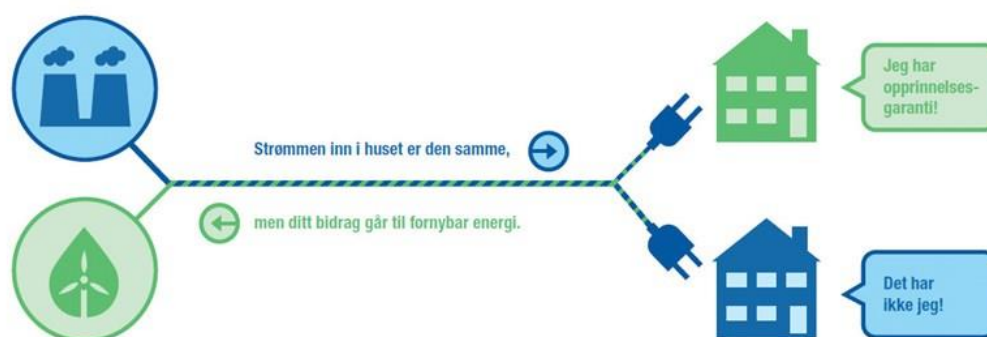 Jeg har
opprinnelses-
garanti!
Strømmen inn i huset er den samme,
men ditt bidrag går til fornybar energi.
Det har
ikke jeg!